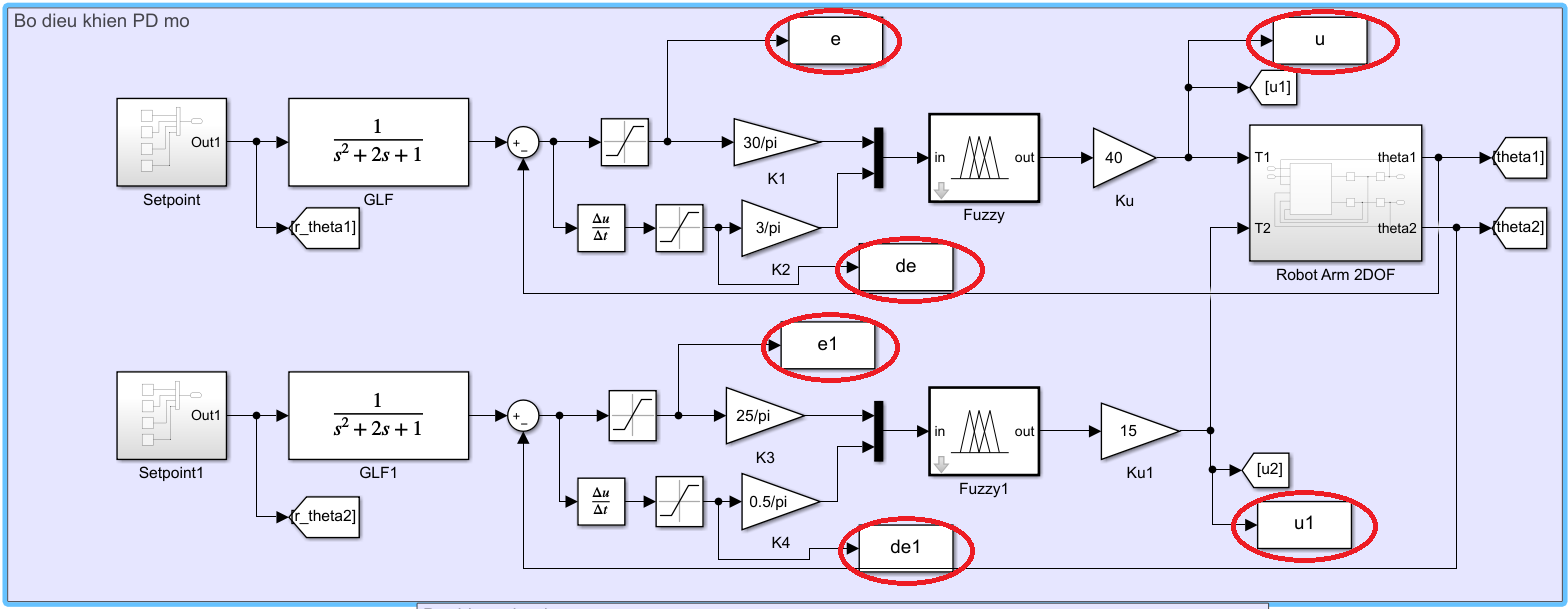 Bo dieu khien PD mo
e
u
[u1]
Out1
Setpoint
1
s² + 2s + 1
GLF
+
−
30/pi
K1
in
out
Fuzzy
40
Ku
T1
T2
theta1
theta2
Robot Arm 2DOF
[theta1]
[theta2]
[r_theta1]
Δu
Δt
3/pi
K2
de
e1
Out1
Setpoint1
1
s² + 2s + 1
GLF1
+
−
25/pi
K3
in
out
Fuzzy1
15
Ku1
[u2]
u1
[r_theta2]
Δu
Δt
0.5/pi
K4
de1